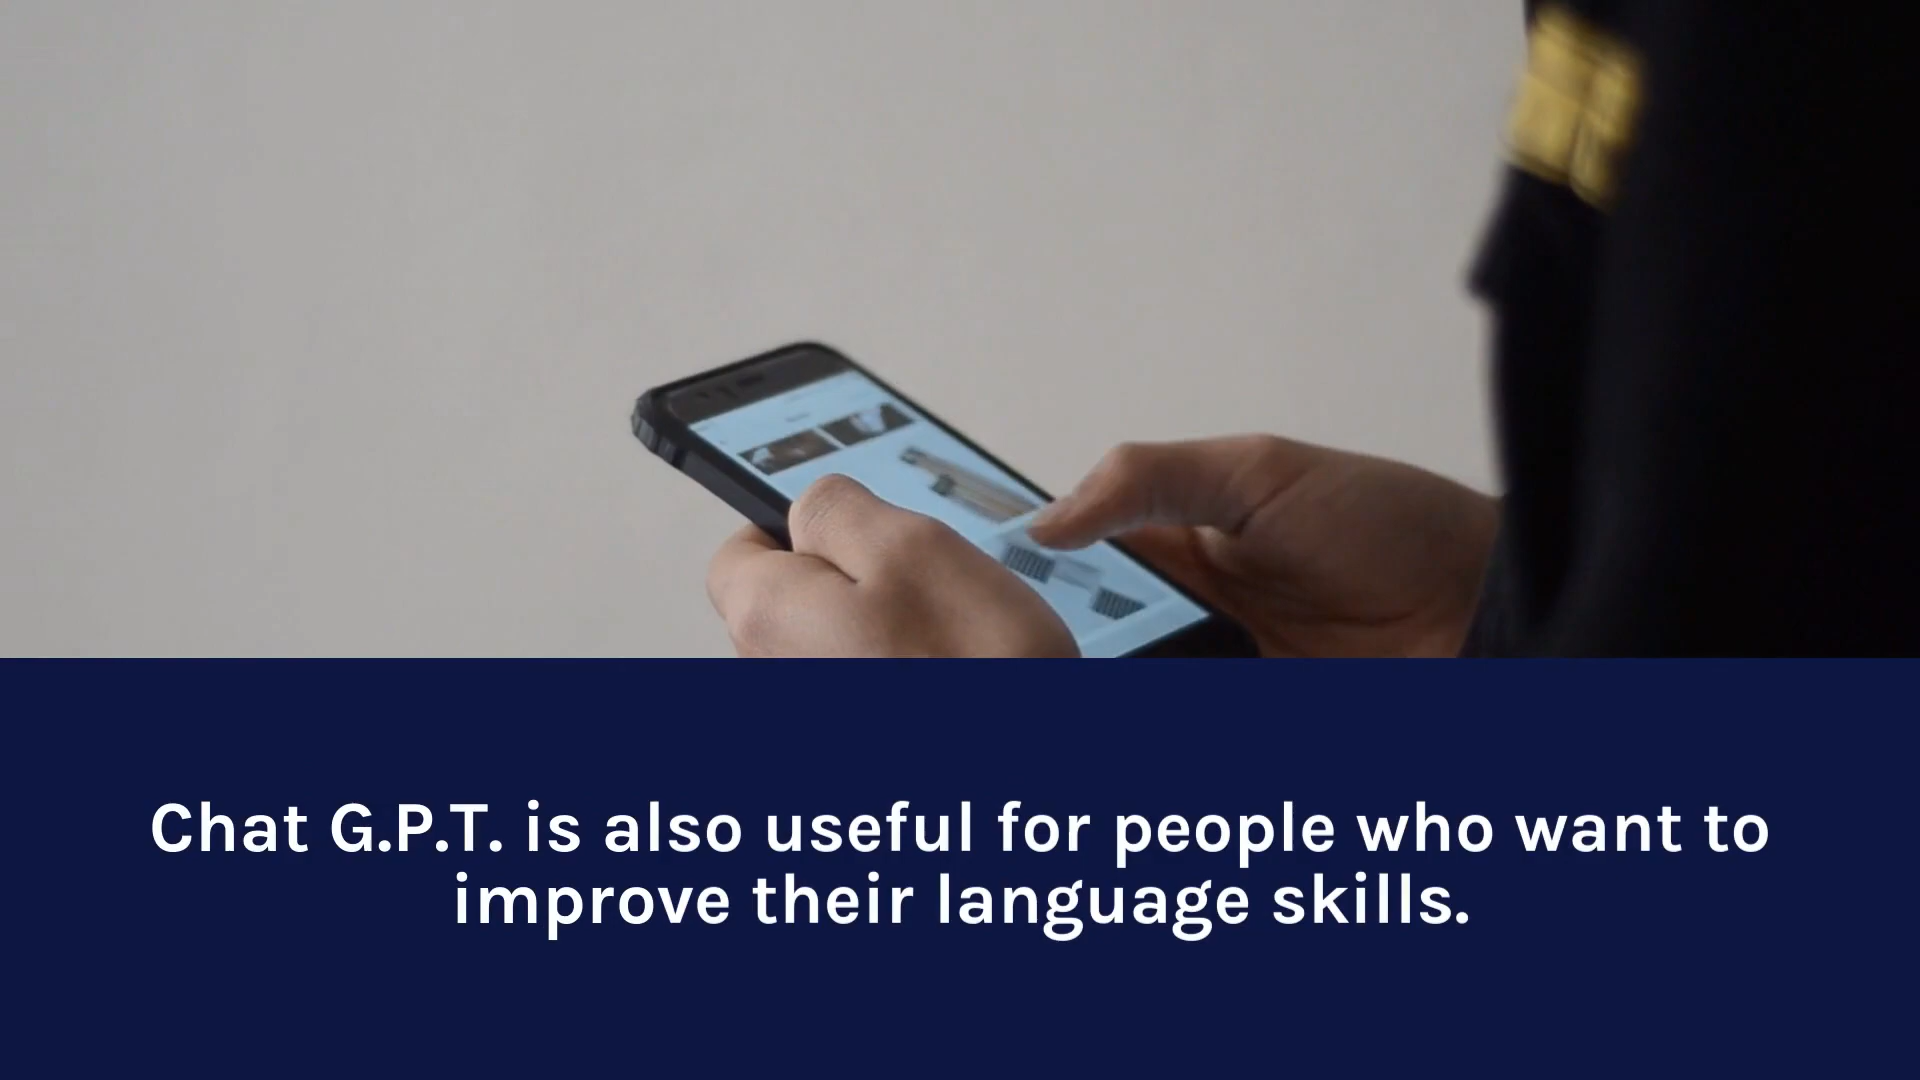 Chat G.P.T. is also useful for people who want to
improve their language skills.